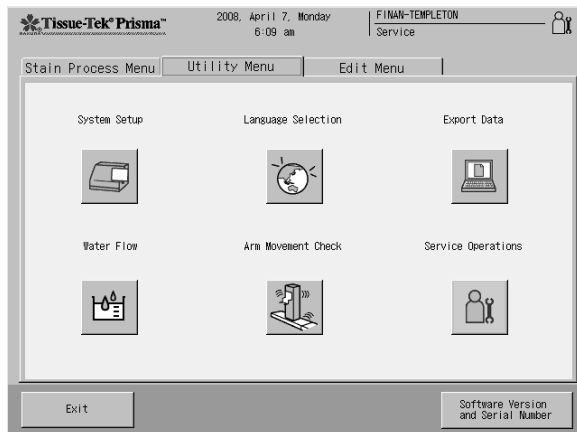 Tissue-Tek® Prisma™
2008, April 7, Monday
6:09 am
FINAN-TEMPLETON
Service
Stain Process Menu
Utility Menu
Edit Menu
System Setup
Language Selection
Export Data
Water Flow
Arm Movement Check
Service Operations
Exit
Software Version
and Serial Number